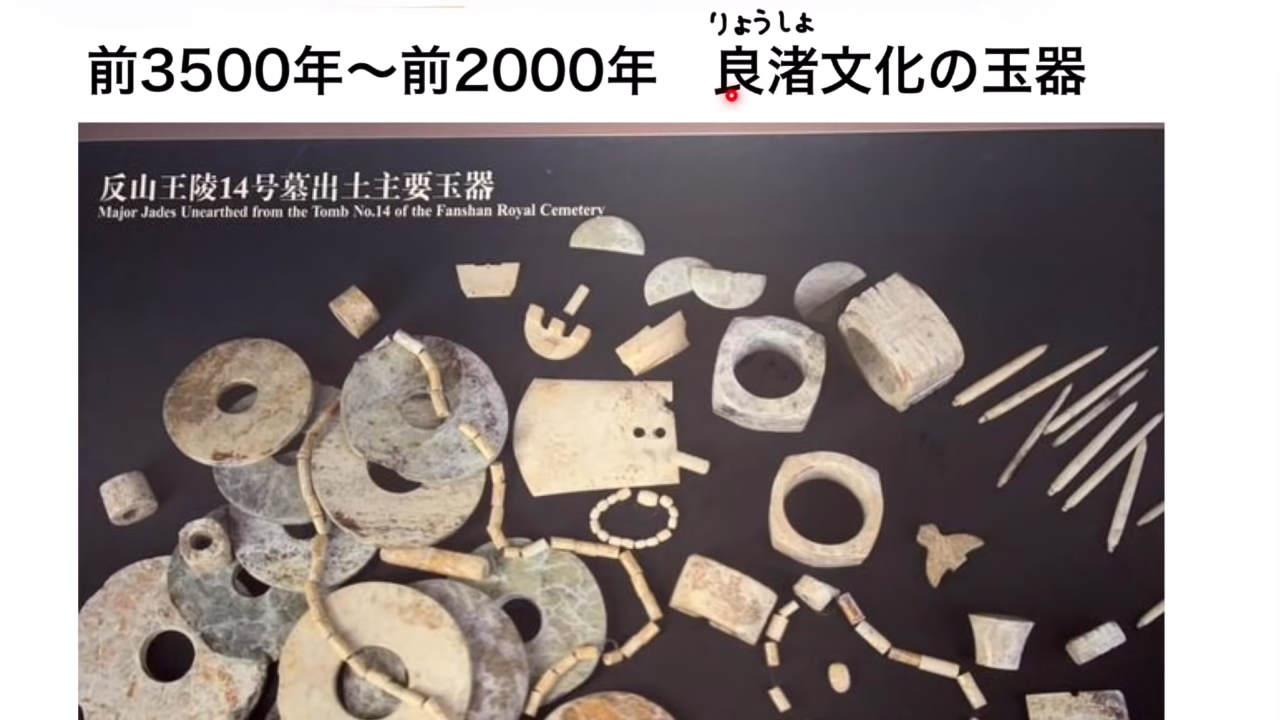 りょうしょ
前3500年～前2000年　良渚文化の玉器
反山王陵14号墓出土主要玉器
Major Jades Unearthed from the Tomb No.14 of the Fanshan Royal Cemetery